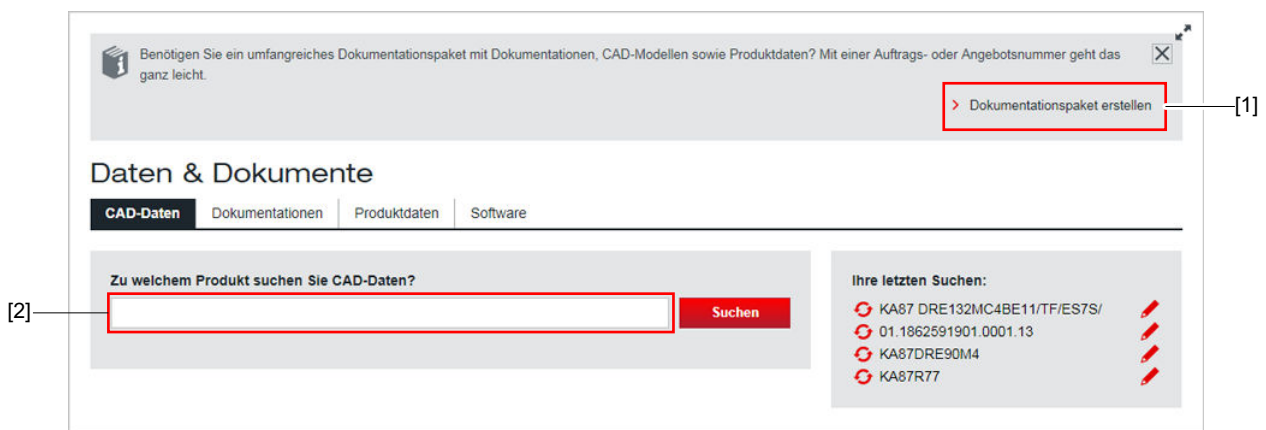 Benötigen Sie ein umfangreiches Dokumentationspaket mit Dokumentationen, CAD-Modellen sowie Produktdaten? Mit einer Auftrags- oder Angebotsnummer geht das
ganz leicht.
> Dokumentationspaket erstellen
[1]
Daten & Dokumente
CAD-Daten Dokumentationen Produktdaten Software
Zu welchem Produkt suchen Sie CAD-Daten?
[2]
Suchen
Ihre letzten Suchen:
KA87 DRE132MC4BE11/TF/ES7S/
01.1862591901.0001.13
KA87DRE90M4
KA87R77